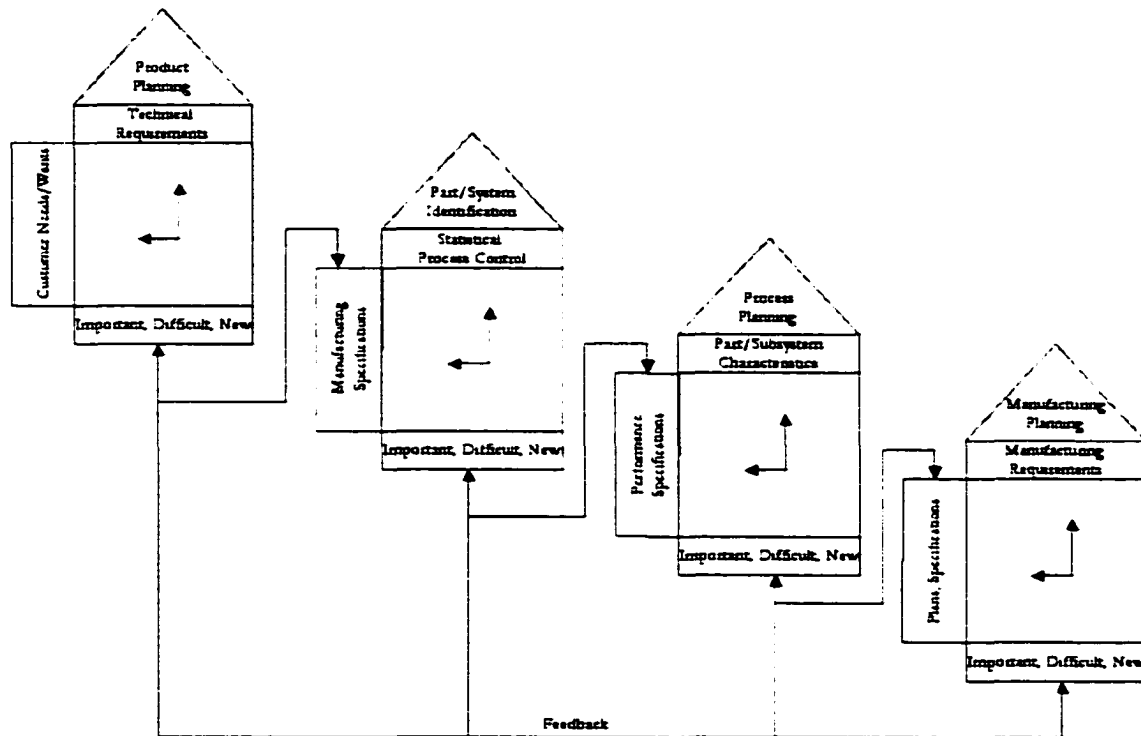 Product
Planning
Technical
Requirements
Customer Needs/Wants
Important, Difficult, New
Part/System
Identification
Statistical
Process Control
Manufacturing
Specifications
Important, Difficult, New
Process
Planning
Part/Subsystem
Characteristics
Performance
Specifications
Important, Difficult, New
Manufacturing
Planning
Manufacturing
Requirements
Plans, Specifications
Important, Difficult, New
Feedback